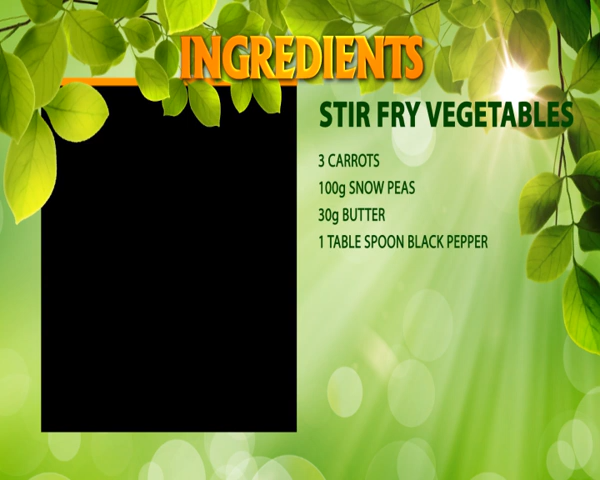 INGREDIENTS
STIR FRY VEGETABLES
3 CARROTS
100g SNOW PEAS
30g BUTTER
1 TABLE SPOON BLACK PEPPER